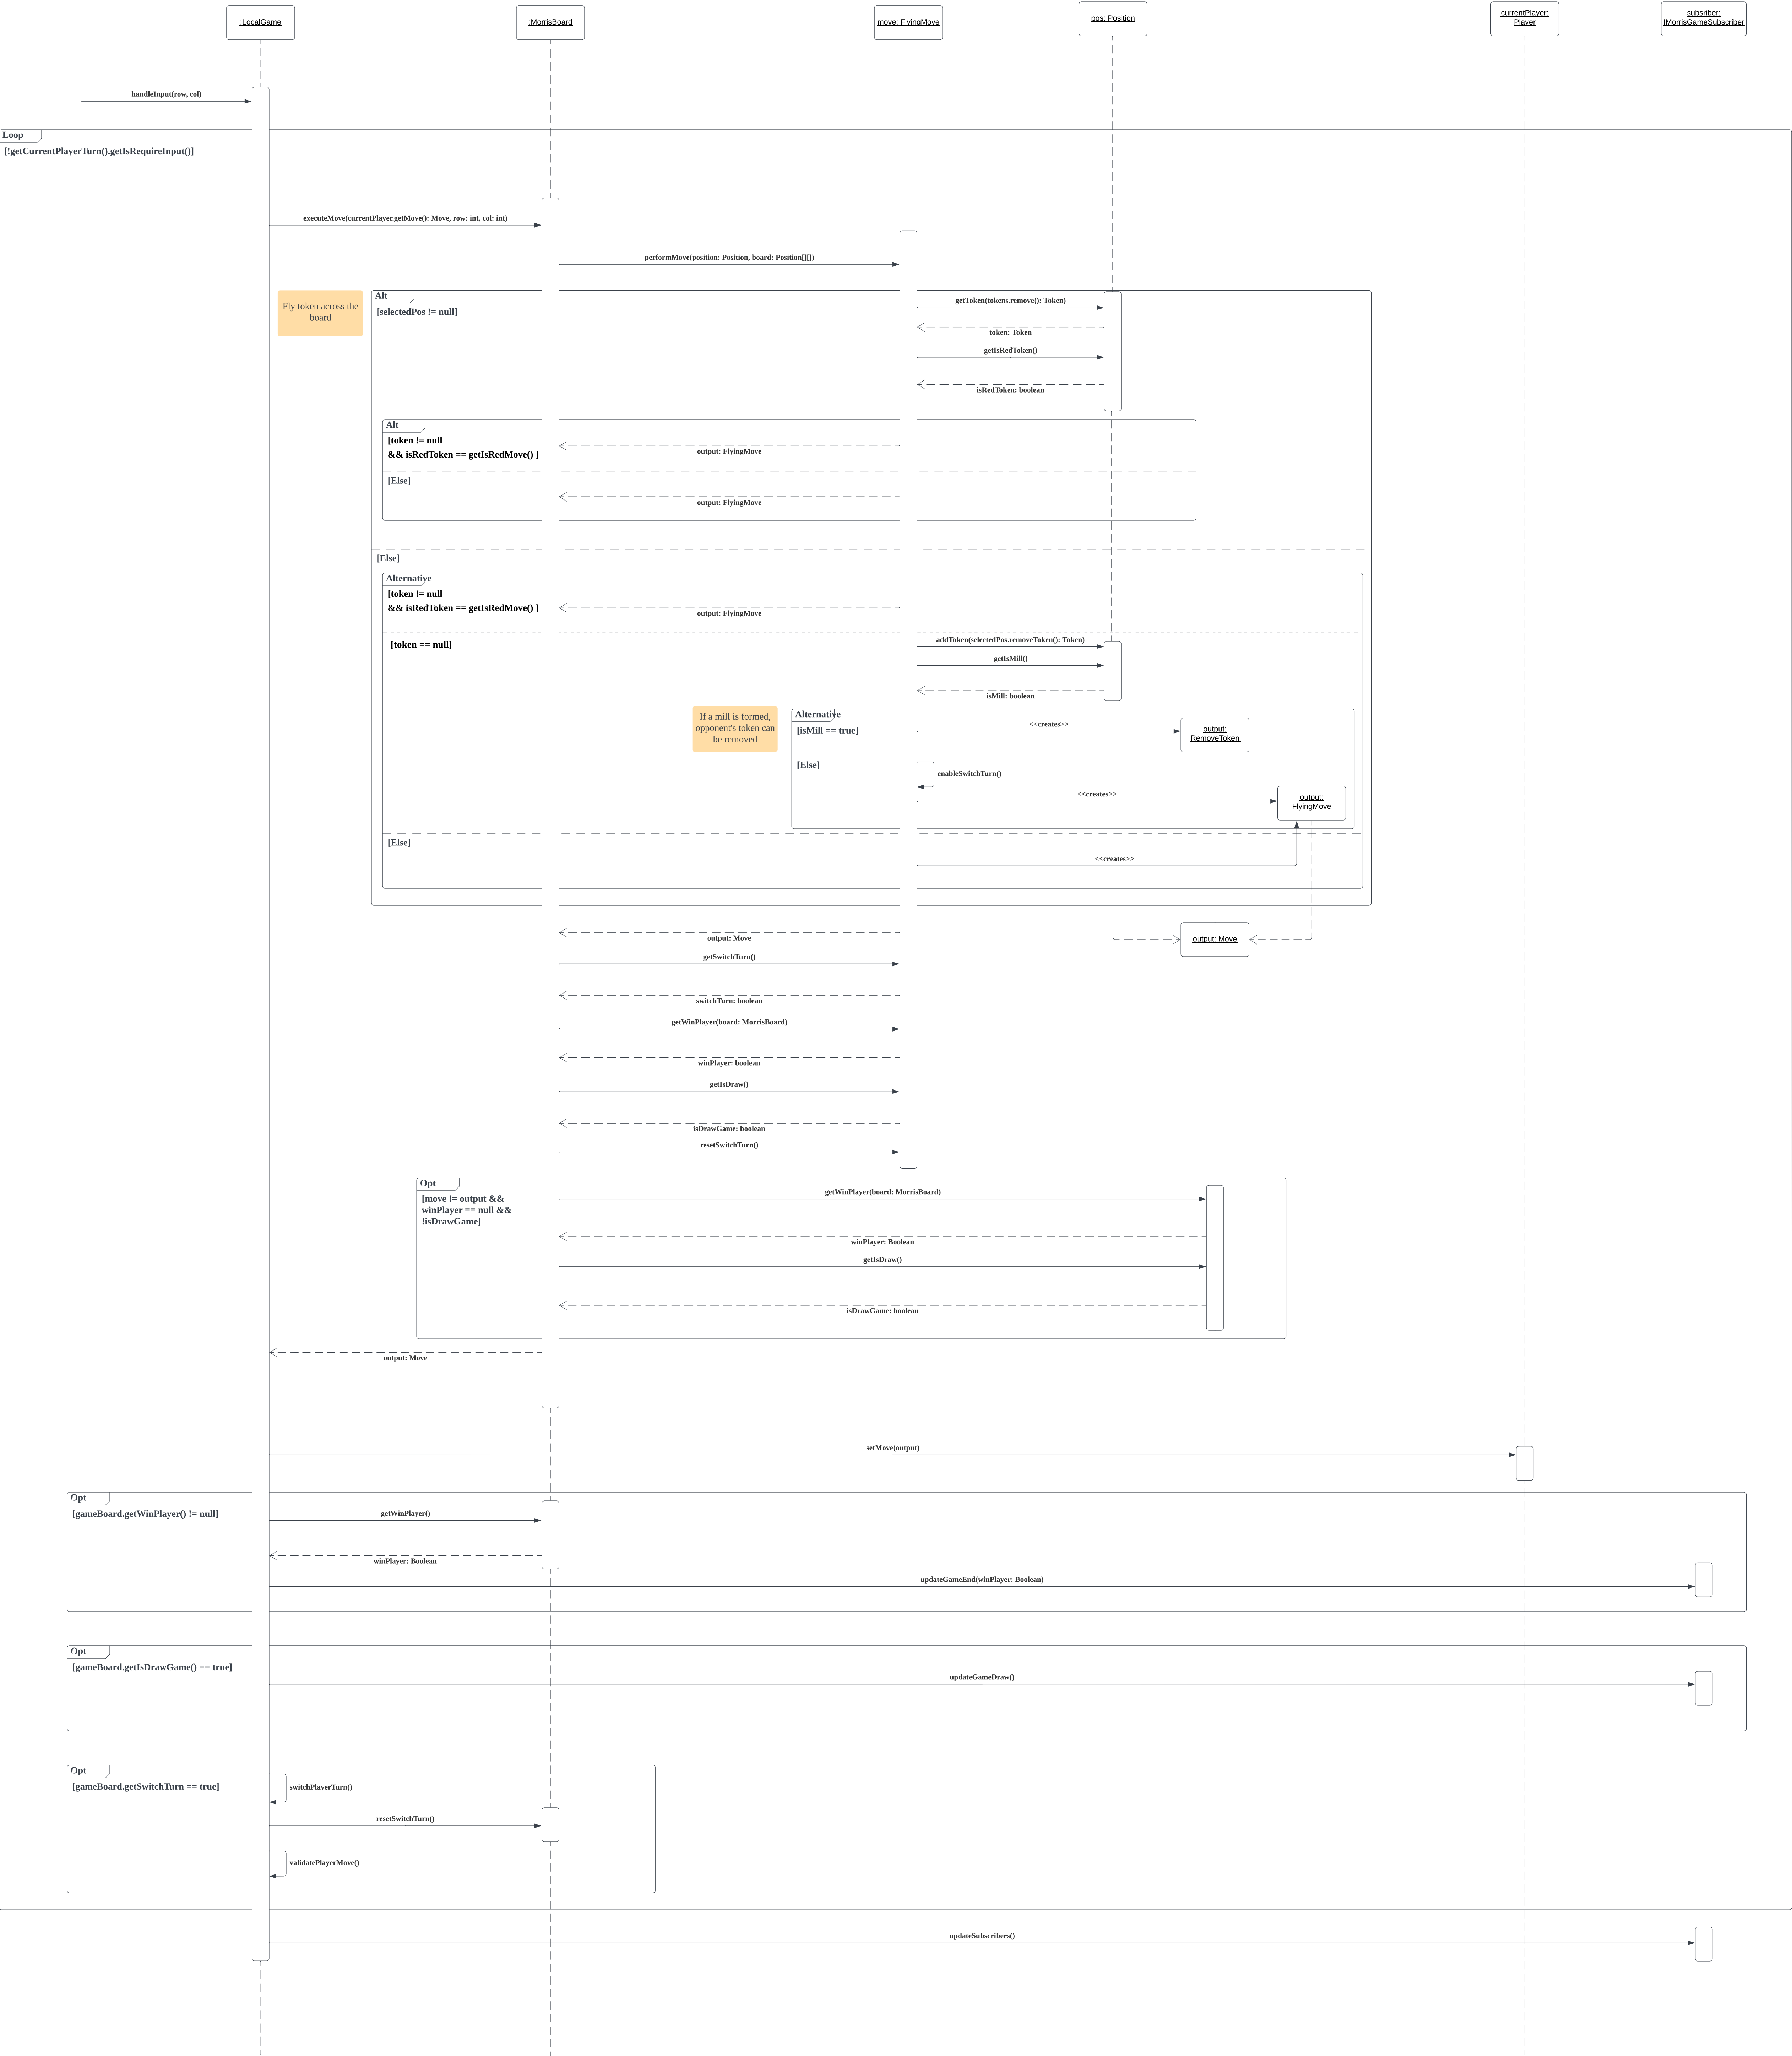 :LocalGame
:MorrisBoard
move: FlyingMove
pos: Position
currentPlayer:
Player
subsriber:
IMorrisGameSubscriber
handleInput(row, col)
Loop
[!getCurrentPlayerTurn().getIsRequireInput()]
executeMove(currentPlayer.getMove(): Move, row: int, col: int)
performMove(position: Position, board: Position[][])
Fly token across the
board
Alt
[selectedPos != null]
getToken(tokens.remove(): Token)
token: Token
getIsRedToken()
isRedToken: boolean
Alt
[token != null
&& isRedToken == getIsRedMove() ]
output: FlyingMove
[Else]
output: FlyingMove
[Else]
Alternative
[token != null
&& isRedToken == getIsRedMove() ]
output: FlyingMove
[token == null]
addToken(selectedPos.removeToken(): Token)
getIsMill()
isMill: boolean
If a mill is formed,
opponent's token can
be removed
Alternative
[isMill == true]
<<creates>>
output:
RemoveToken
[Else]
enableSwitchTurn()
<<creates>>
output:
FlyingMove
[Else]
<<creates>>
output: Move
output: Move
getSwitchTurn()
switchTurn: boolean
getWinPlayer(board: MorrisBoard)
winPlayer: boolean
getIsDraw()
isDrawGame: boolean
resetSwitchTurn()
Opt
[move != output &&
winPlayer == null &&
!isDrawGame]
getWinPlayer(board: MorrisBoard)
winPlayer: Boolean
getIsDraw()
isDrawGame: boolean
output: Move
setMove(output)
Opt
[gameBoard.getWinPlayer() != null]
getWinPlayer()
winPlayer: Boolean
updateGameEnd(winPlayer: Boolean)
Opt
[gameBoard.getIsDrawGame() == true]
updateGameDraw()
Opt
[gameBoard.getSwitchTurn == true]
switchPlayerTurn()
resetSwitchTurn()
validatePlayerMove()
updateSubscribers()